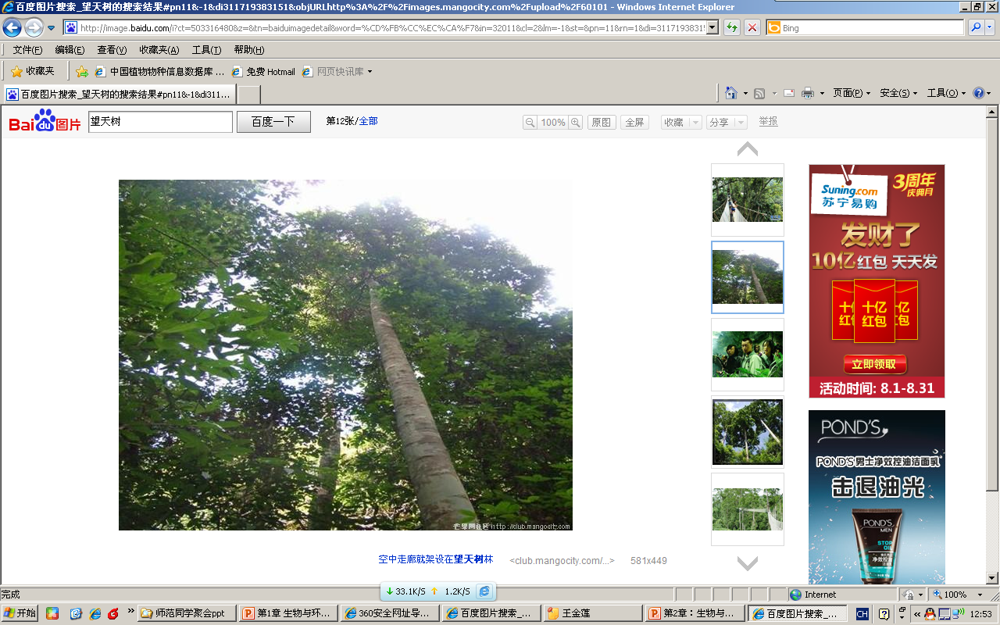 百度图片搜索_望天树的搜索结果#pn11&-1&di311719383151&objURLhttp%3A%2F%2Fimages.mangocity.com%2Fupload%2F60101 - Windows Internet Explorer
http://image.baidu.com/i?ct=503316480&z=&tn=baiduimagedetail&word=%CD%FB%CC%EC%CA%F7&in=32011&cl=2&lm=-1&st=&pn=11&rn=1&di=311719383151
Bing
文件(F) 编辑(E) 查看(V) 收藏夹(A) 工具(T) 帮助(H)
收藏夹 中国植物物种信息数据库 ... 免费 Hotmail 网页快讯库
百度图片搜索_望天树的搜索结果#pn11&-1&di311... 页面(P) 安全(S) 工具(O)
Bai du 图片 望天树 百度一下 第12张/全部 100% 原图 全屏 收藏 分享 举报
Suning.com
苏宁易购
3周年
庆典月
发财了
10亿红包 天天发
十亿
红包
立即领取
活动时间: 8.1-8.31
POND'S
POND'S男士净效控油洁面乳
击退油光
POND'S
MEN
STOP
OIL
净效控油
芒果网社区 http://club.mangocity.com
空中走廊就架设在望天树林 <club.mangocity.com/...> 581x449
完成 33.1K/S 1.2K/S Internet 100%
开始 师范同学聚会ppt 第1章 生物与环... 360安全网址导... 百度图片搜索_... 王金莲 第2章：生物与... 百度图片搜索_... CH 12:53